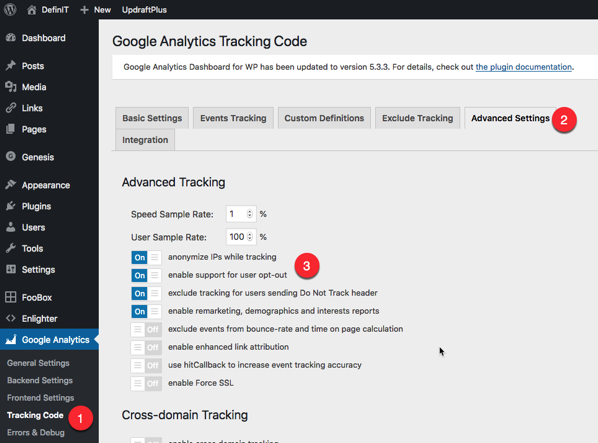 DefinIT + New UpdraftPlus
Dashboard
Posts
Media
Links
Pages
Genesis
Appearance
Plugins
Users
Tools
Settings
FooBox
Enlighter
Google Analytics
General Settings
Backend Settings
Frontend Settings
Tracking Code 1
Errors & Debug
Google Analytics Tracking Code
Google Analytics Dashboard for WP has been updated to version 5.3.3. For details, check out the plugin documentation.
Basic Settings Events Tracking Custom Definitions Exclude Tracking Advanced Settings 2
Integration
Advanced Tracking
Speed Sample Rate: 1 %
User Sample Rate: 100 %
On anonymize IPs while tracking
3
On enable support for user opt-out
On exclude tracking for users sending Do Not Track header
On enable remarketing, demographics and interests reports
Off exclude events from bounce-rate and time on page calculation
Off enable enhanced link attribution
Off use hitCallback to increase event tracking accuracy
Off enable Force SSL
Cross-domain Tracking
enable cross domain tracking